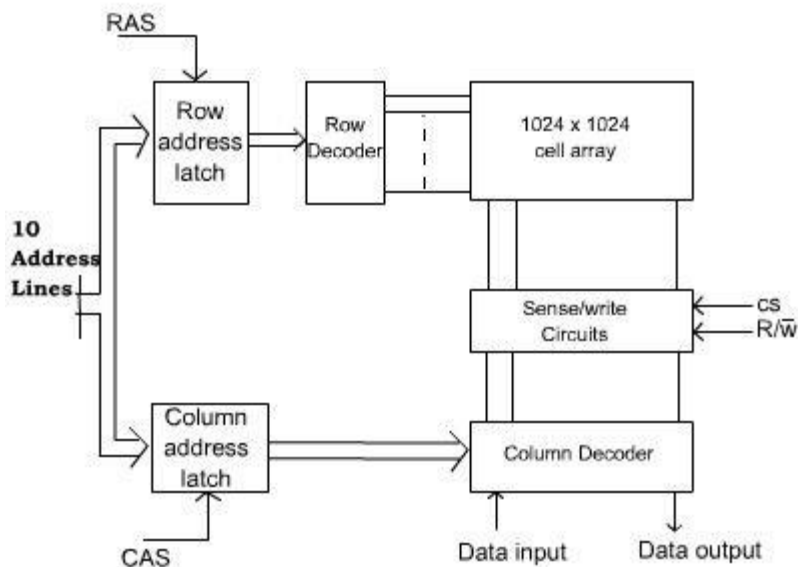 RAS
Row
address
latch
Row
Decoder
1024 x 1024
cell array
10
Address
Lines
Sense/write
Circuits
cs
R/w̅
Column
address
latch
Column Decoder
CAS
Data input
Data output